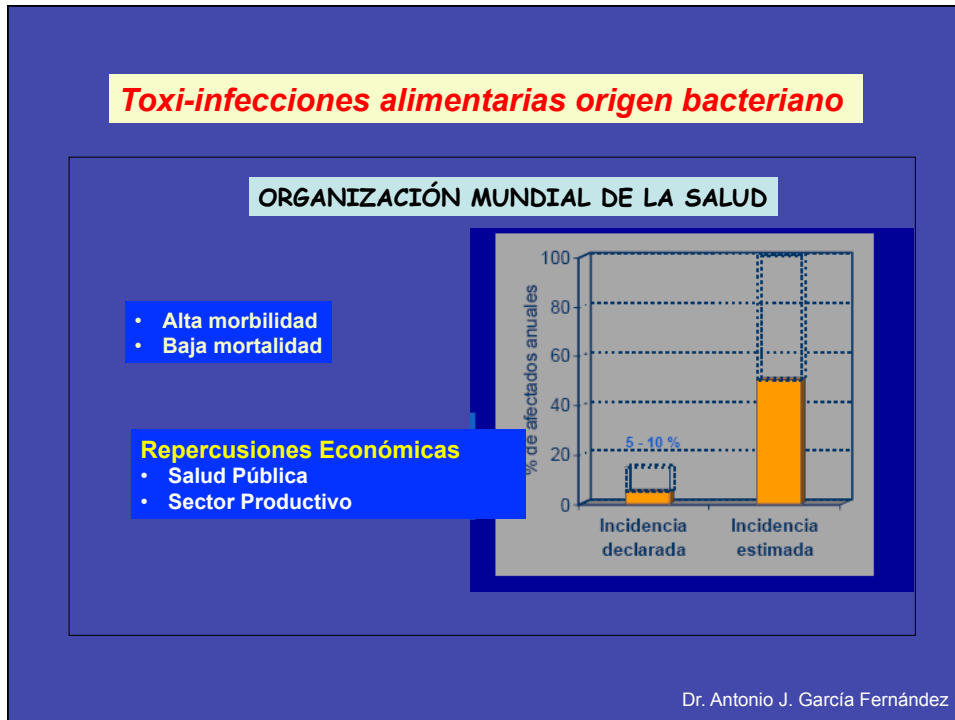 Toxi-infecciones alimentarias origen bacteriano
ORGANIZACIÓN MUNDIAL DE LA SALUD
• Alta morbilidad
• Baja mortalidad
Repercusiones Económicas
• Salud Pública
• Sector Productivo
% de afectados anuales
100
80
60
40
20
0
5 - 10 %
Incidencia
declarada
Incidencia
estimada
Dr. Antonio J. García Fernández